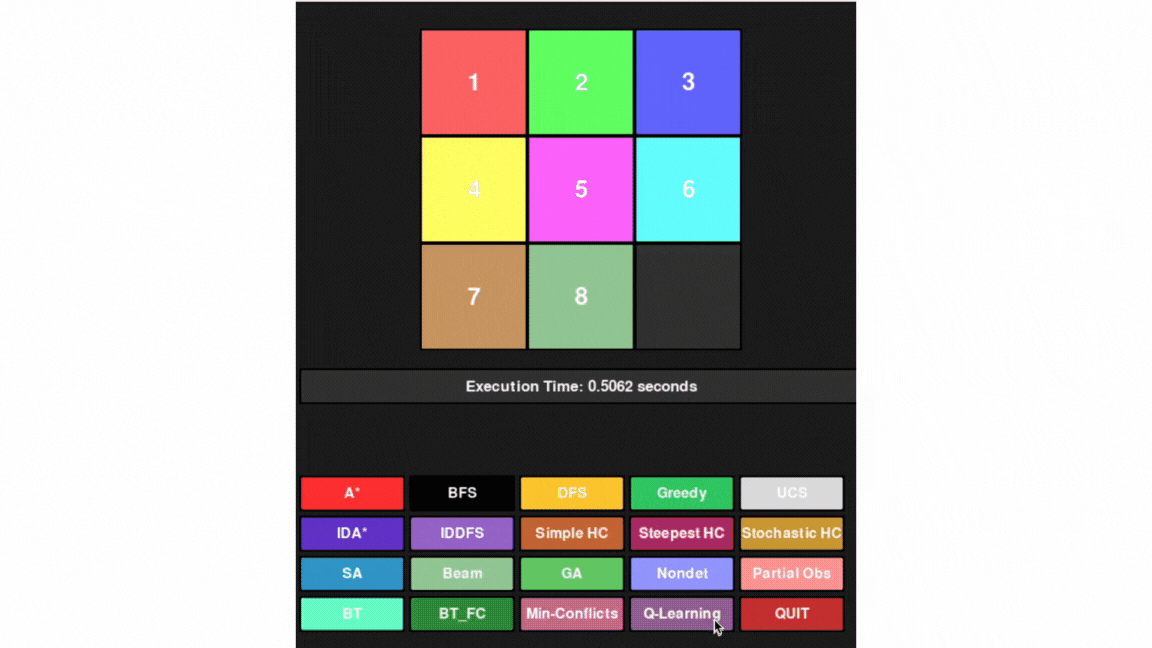 1 2 3
4 5 6
7 8
Execution Time: 0.5062 seconds
A* BFS DFS Greedy UCS
IDA* IDDFS Simple HC Steepest HC Stochastic HC
SA Beam GA Nondet Partial Obs
BT BT_FC Min-Conflicts Q-Learning QUIT